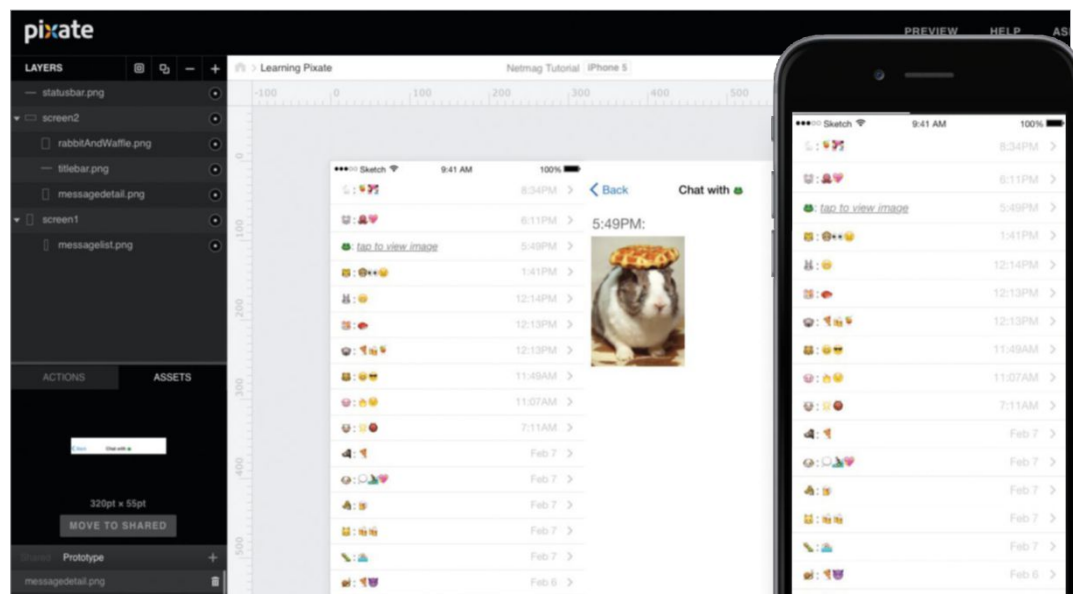 pixate
PREVIEW HELP AS
LAYERS
> Learning Pixate
Netmag Tutorial iPhone 5
statusbar.png
screen2
rabbitAndWaffle.png
titlebar.png
messagedetail.png
screen1
messagelist.png
ACTIONS ASSETS
Back Chat with
320pt × 55pt
MOVE TO SHARED
Shared Prototype +
messagedetail.png
-100 0 100 200 300 400 500
0
100
200
300
400
500
Sketch 9:41 AM 100%
: 8:34PM >
: 6:11PM >
: tap to view image 5:49PM >
: 1:41PM >
: 12:14PM >
: 12:13PM >
: 12:13PM >
: 11:49AM >
: 11:07AM >
: 7:11AM >
: Feb 7 >
: Feb 7 >
: Feb 7 >
: Feb 7 >
: Feb 7 >
: Feb 6 >
< Back Chat with
5:49PM:
Sketch 9:41 AM 100%
: 8:34PM >
: 6:11PM >
: tap to view image 5:49PM >
: 1:41PM >
: 12:14PM >
: 12:13PM >
: 12:13PM >
: 11:49AM >
: 11:07AM >
: 7:11AM >
: Feb 7 >
: Feb 7 >
: Feb 7 >
: Feb 7 >
: Feb 7 >
: Feb 6 >